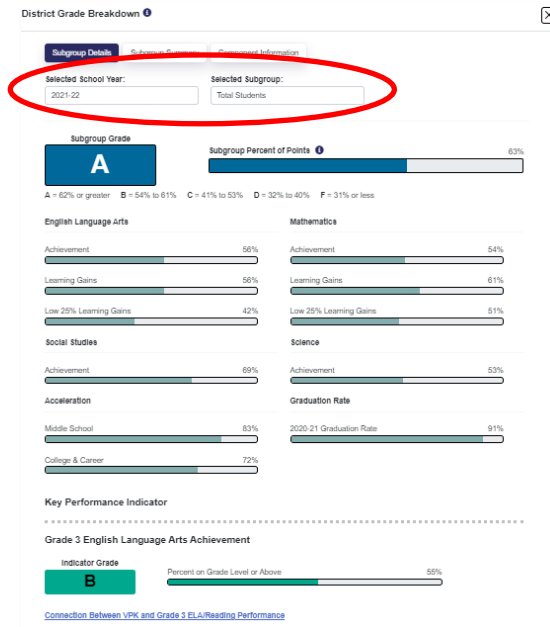 District Grade Breakdown
Subgroup Details Subgroup Summary Component Information
Selected School Year: Selected Subgroup:
2021-22 Total Students
Subgroup Grade
A
Subgroup Percent of Points 63%
A = 62% or greater B = 54% to 61% C = 41% to 53% D = 32% to 40% F = 31% or less
English Language Arts Mathematics
Achievement 56% Achievement 54%
Learning Gains 56% Learning Gains 61%
Low 25% Learning Gains 42% Low 25% Learning Gains 51%
Social Studies Science
Achievement 69% Achievement 53%
Acceleration Graduation Rate
Middle School 83% 2020-21 Graduation Rate 91%
College & Career 72%
Key Performance Indicator
Grade 3 English Language Arts Achievement
Indicator Grade
B
Percent on Grade Level or Above 55%
Connection Between VPK and Grade 3 ELA/Reading Performance